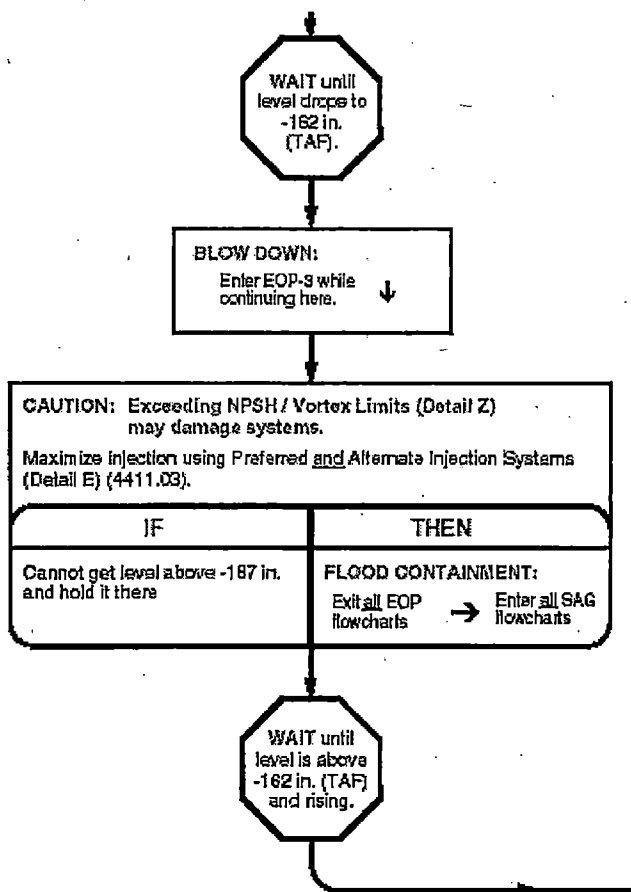 WAIT until
level drops to
-162 in.
(TAF).
BLOW DOWN:
Enter EOP-3 while
continuing here.
CAUTION: Exceeding NPSH / Vortex Limits (Detail Z)
may damage systems.
Maximize injection using Preferred and Alternate Injection Systems
(Detail E) (4411.03).
IF
THEN
Cannot get level above -187 in.
and hold it there
FLOOD CONTAINMENT:
Exit all EOP
flowcharts
Enter all SAG
flowcharts
WAIT until
level is above
-162 in. (TAF)
and rising.